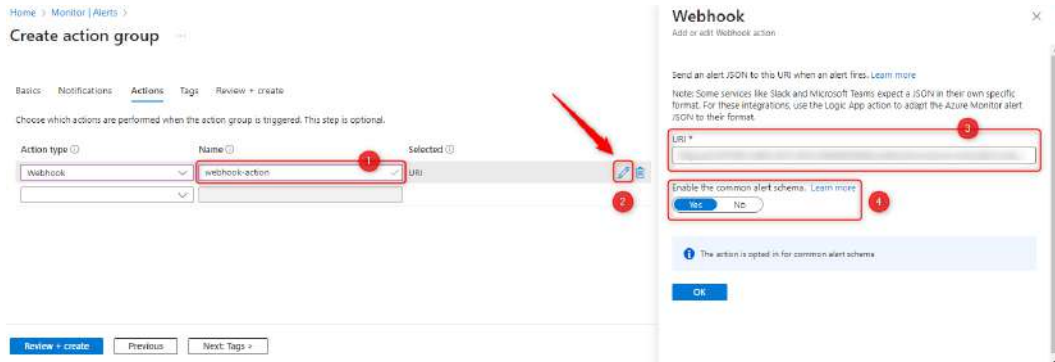 Home > Monitor | Alerts >
Create action group ...
Basics Notifications Actions Tags Review + create
Choose which actions are performed when the action group is triggered. This step is optional.
Action type Name Selected
Webhook webhook-action URI
1
2
Review + create Previous Next: Tags >
Webhook
Add or edit Webhook action
Send an alert JSON to this URI when an alert fires. Learn more
Note: Some services like Slack and Microsoft Teams expect a JSON in their own specific
format. For these integrations, use the Logic App action to adapt the Azure Monitor alert
JSON to their format.
3
URI *
Enable the common alert schema. Learn more
Yes No
4
The action is opted in for common alert schema
OK